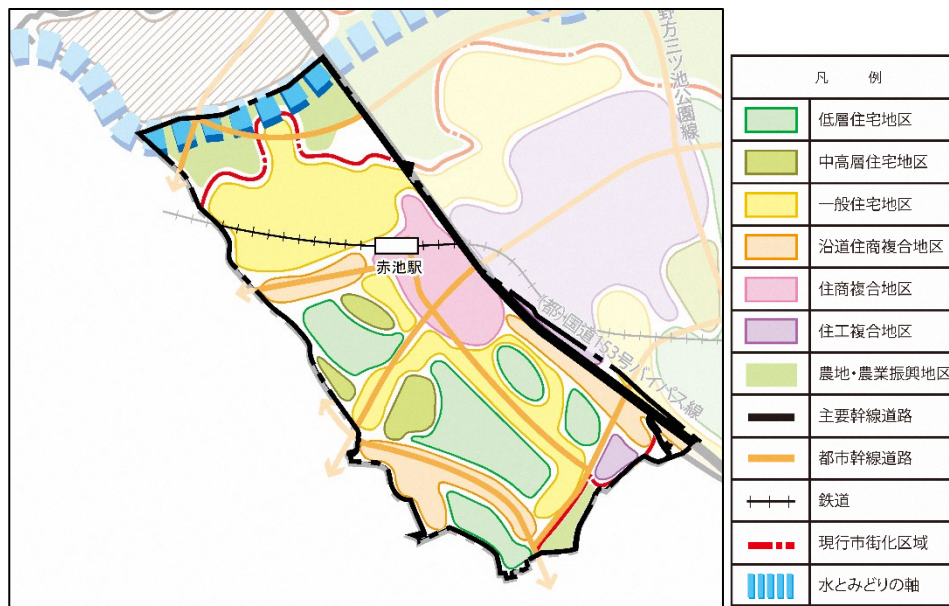 野方三ツ池公園線
赤池駅
(都)国道153号バイパス線
凡 例
低層住宅地区
中高層住宅地区
一般住宅地区
沿道住商複合地区
住商複合地区
住工複合地区
農地・農業振興地区
主要幹線道路
都市幹線道路
鉄道
現行市街化区域
水とみどりの軸